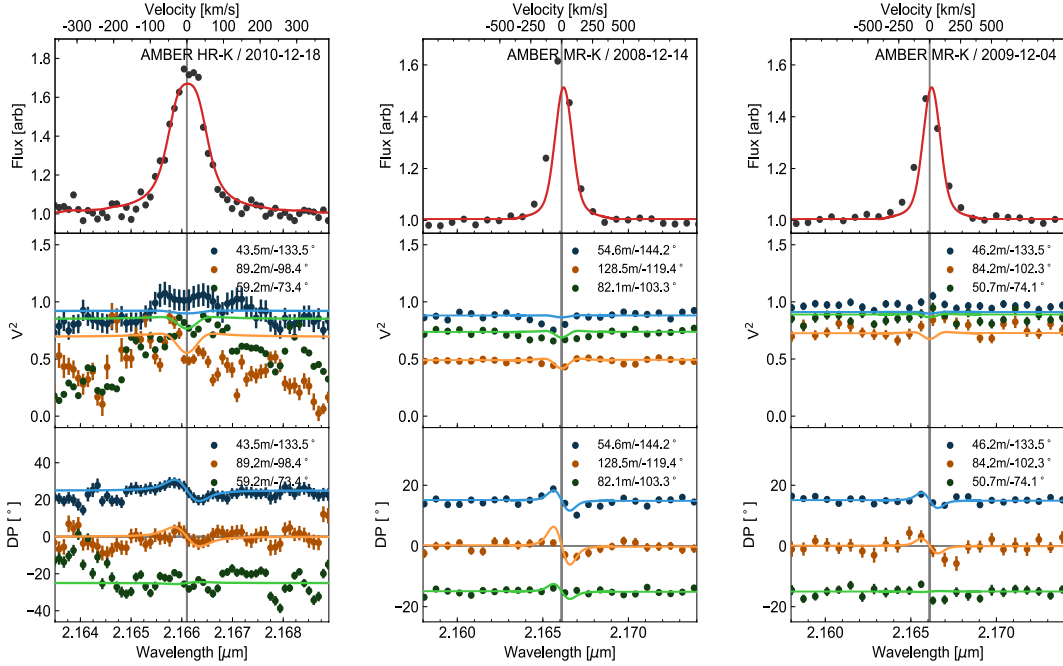 Velocity [km/s]
−300 −200 −100 0 100 200 300
AMBER HR-K / 2010-12-18
Flux [arb]
1.8
1.6
1.4
1.2
1.0
43.5m/-133.5°
89.2m/-98.4°
59.2m/-73.4°
V²
1.5
1.0
0.5
0.0
43.5m/-133.5°
89.2m/-98.4°
59.2m/-73.4°
DP [°]
40
20
0
−20
−40
2.164 2.165 2.166 2.167 2.168
Wavelength [μm]
Velocity [km/s]
−500 0 500
AMBER MR-K / 2008-12-14
Flux [arb]
1.6
1.4
1.2
1.0
54.6m/-144.2°
128.5m/-119.4°
82.1m/-103.3°
V²
1.5
1.0
0.5
0.0
54.6m/-144.2°
128.5m/-119.4°
82.1m/-103.3°
DP [°]
20
0
−20
2.160 2.165 2.170
Wavelength [μm]
Velocity [km/s]
−500 0 500
AMBER MR-K / 2009-12-04
Flux [arb]
1.6
1.4
1.2
1.0
46.2m/-133.5°
84.2m/-102.3°
50.7m/-74.1°
V²
1.5
1.0
0.5
0.0
46.2m/-133.5°
84.2m/-102.3°
50.7m/-74.1°
DP [°]
20
0
−20
2.160 2.165 2.170
Wavelength [μm]